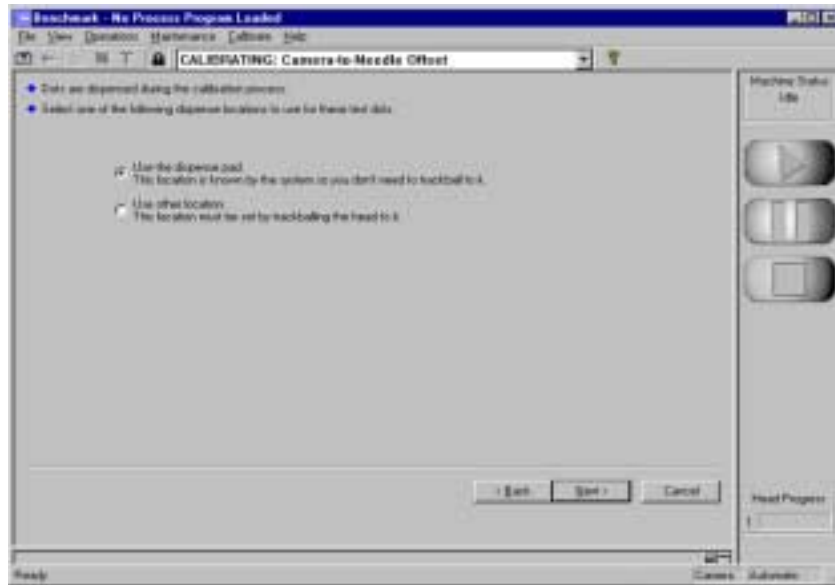 Benchmark - No Process Program Loaded
File View Operations Maintenance Calibrate Help
CALIBRATING: Camera-to-Needle Offset
Dots are dispensed during the calibration process.
Select one of the following dispense locations to use for these test dots.
Use the dispense pad.
This location is known by the system so you don't need to trackball to it.
Use other location.
This location must be set by trackballing the head to it.
Machine Status
Idle
< Back
Next >
Cancel
Head Progress
1
Ready
Camera
Automatic